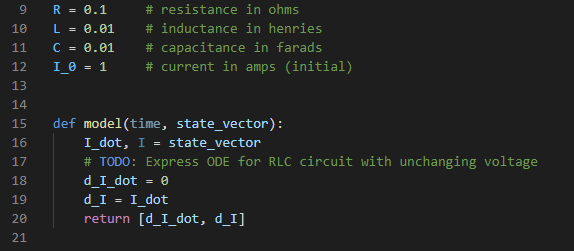 9 R = 0.1 # resistance in ohms
10 L = 0.01 # inductance in henries
11 C = 0.01 # capacitance in farads
12 I_0 = 1 # current in amps (initial)
13
14
15 def model(time, state_vector):
16 I_dot, I = state_vector
17 # TODO: Express ODE for RLC circuit with unchanging voltage
18 d_I_dot = 0
19 d_I = I_dot
20 return [d_I_dot, d_I]
21